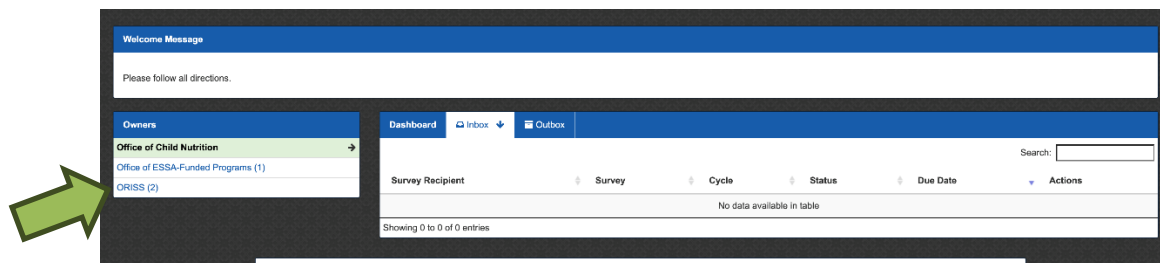 Welcome Message
Please follow all directions.
Owners
Office of Child Nutrition
Office of ESSA-Funded Programs (1)
ORISS (2)
Dashboard Inbox Outbox
Search:
Survey Recipient Survey Cycle Status Due Date Actions
No data available in table
Showing 0 to 0 of 0 entries